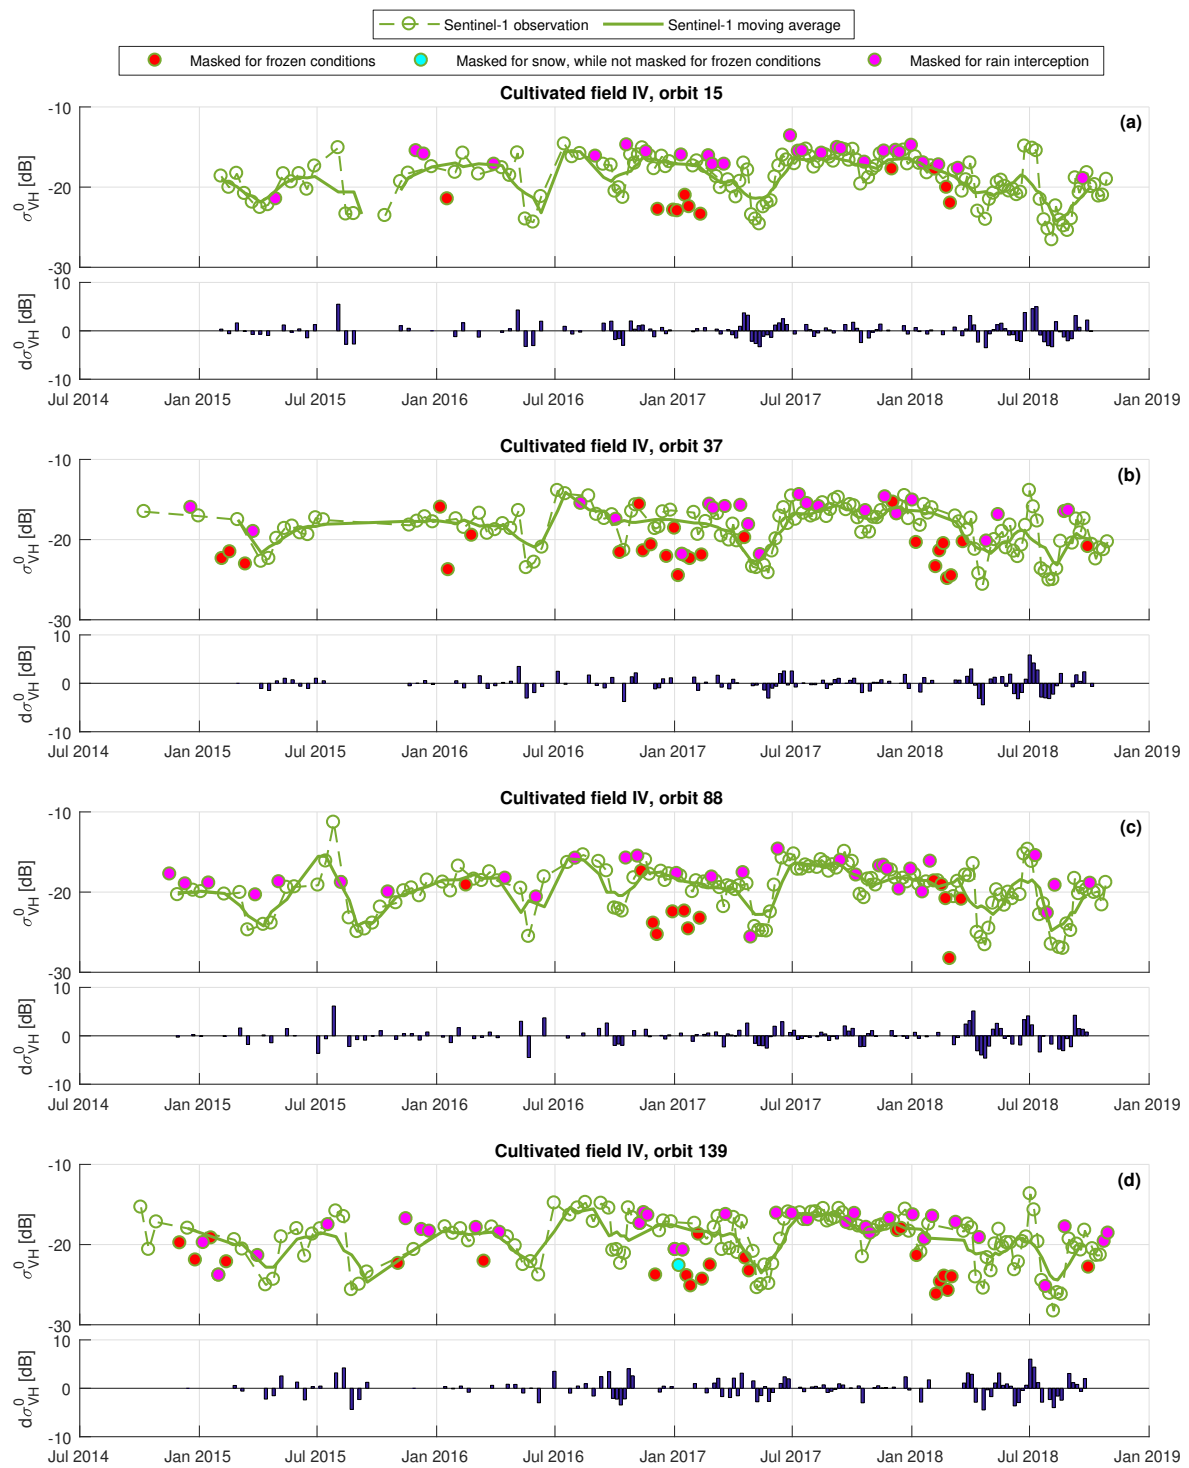 Sentinel-1 observation Sentinel-1 moving average
Masked for frozen conditions Masked for snow, while not masked for frozen conditions Masked for rain interception
Cultivated field IV, orbit 15
(a)
-10
-20
-30
σ⁰VH [dB]
10
0
-10
dσ⁰VH [dB]
Jul 2014 Jan 2015 Jul 2015 Jan 2016 Jul 2016 Jan 2017 Jul 2017 Jan 2018 Jul 2018 Jan 2019
Cultivated field IV, orbit 37
(b)
-10
-20
-30
σ⁰VH [dB]
10
0
-10
dσ⁰VH [dB]
Jul 2014 Jan 2015 Jul 2015 Jan 2016 Jul 2016 Jan 2017 Jul 2017 Jan 2018 Jul 2018 Jan 2019
Cultivated field IV, orbit 88
(c)
-10
-20
-30
σ⁰VH [dB]
10
0
-10
dσ⁰VH [dB]
Jul 2014 Jan 2015 Jul 2015 Jan 2016 Jul 2016 Jan 2017 Jul 2017 Jan 2018 Jul 2018 Jan 2019
Cultivated field IV, orbit 139
(d)
-10
-20
-30
σ⁰VH [dB]
10
0
-10
dσ⁰VH [dB]
Jul 2014 Jan 2015 Jul 2015 Jan 2016 Jul 2016 Jan 2017 Jul 2017 Jan 2018 Jul 2018 Jan 2019